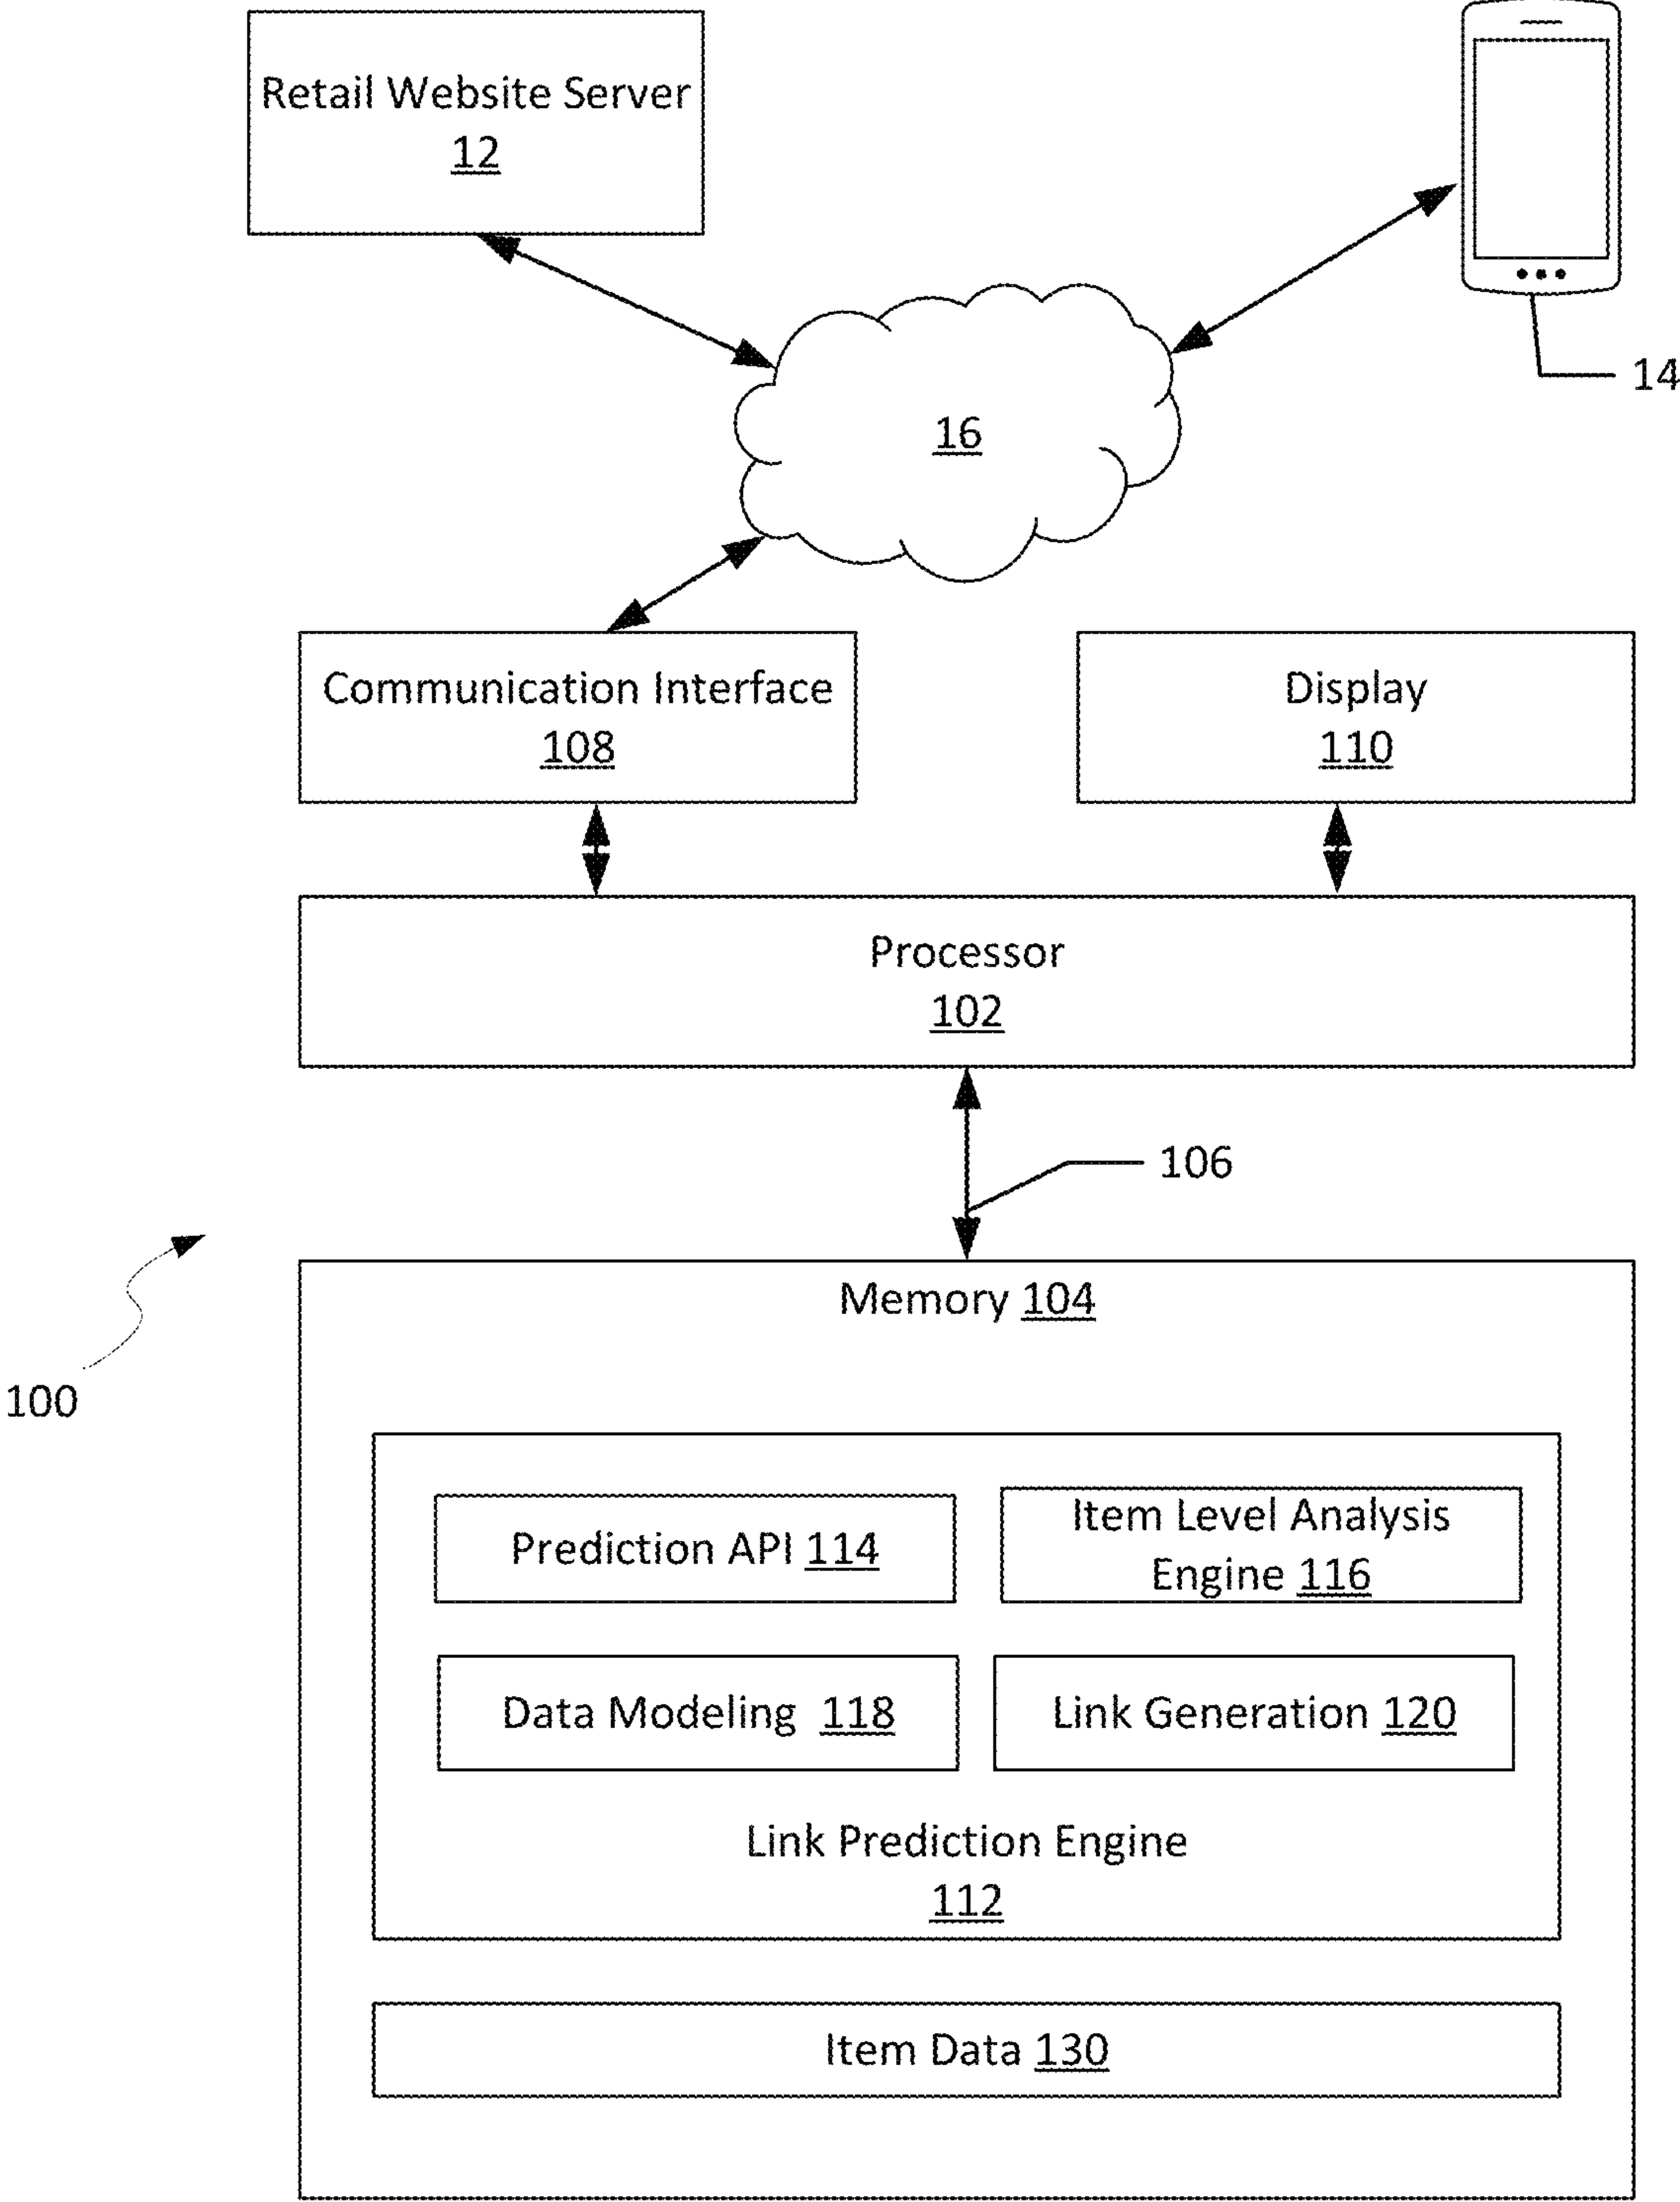 Retail Website Server
12
14
16
Communication Interface
108
Display
110
Processor
102
106
100
Memory 104
Prediction API 114
Item Level Analysis
Engine 116
Data Modeling 118
Link Generation 120
Link Prediction Engine
112
Item Data 130